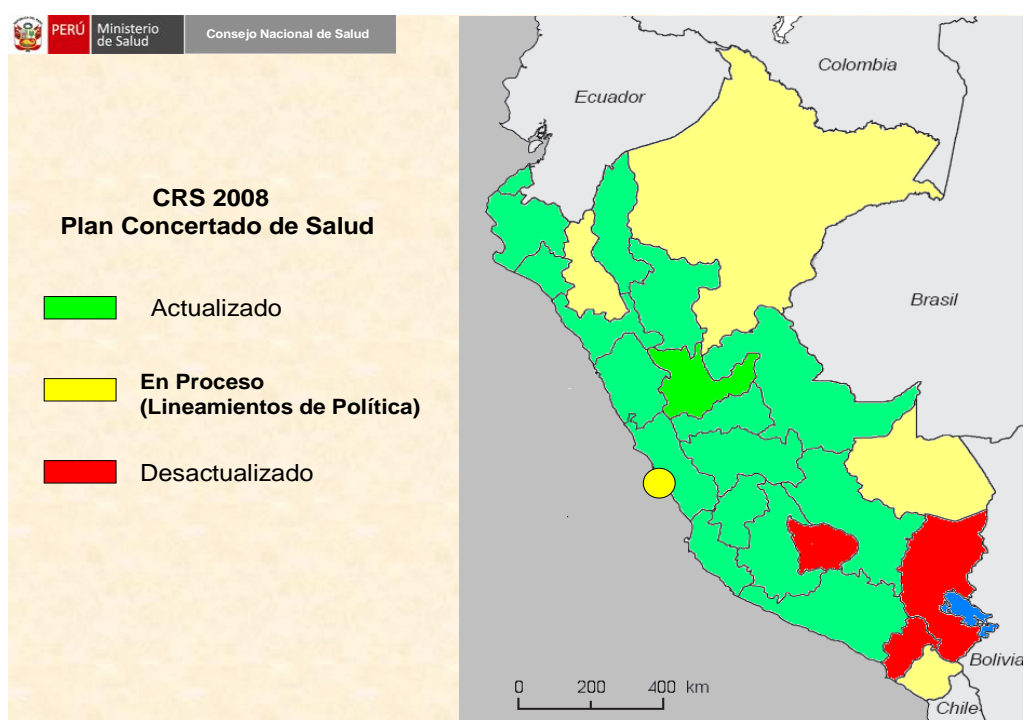 PERÚ
Ministerio
de Salud
Consejo Nacional de Salud
CRS 2008
Plan Concertado de Salud
Actualizado
En Proceso
(Lineamientos de Política)
Desactualizado
Colombia
Ecuador
Brasil
Bolivia
Chile
0 200 400 km